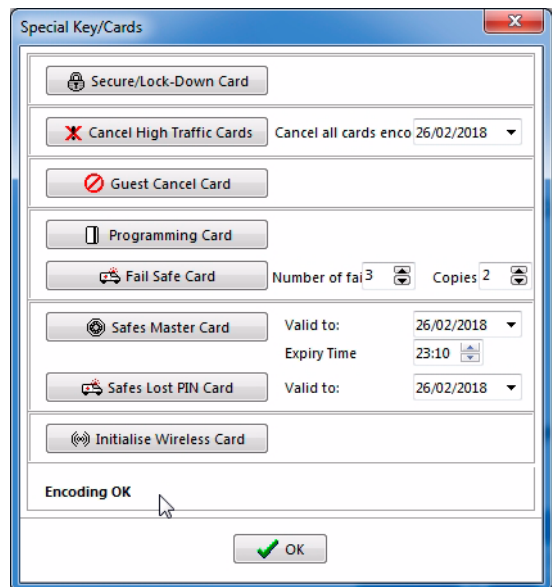 Special Key/Cards
Secure/Lock-Down Card
Cancel High Traffic Cards Cancel all cards enco 26/02/2018
Guest Cancel Card
Programming Card
Fail Safe Card Number of fai 3 Copies 2
Safes Master Card Valid to: 26/02/2018
Expiry Time 23:10
Safes Lost PIN Card Valid to: 26/02/2018
Initialise Wireless Card
Encoding OK
OK